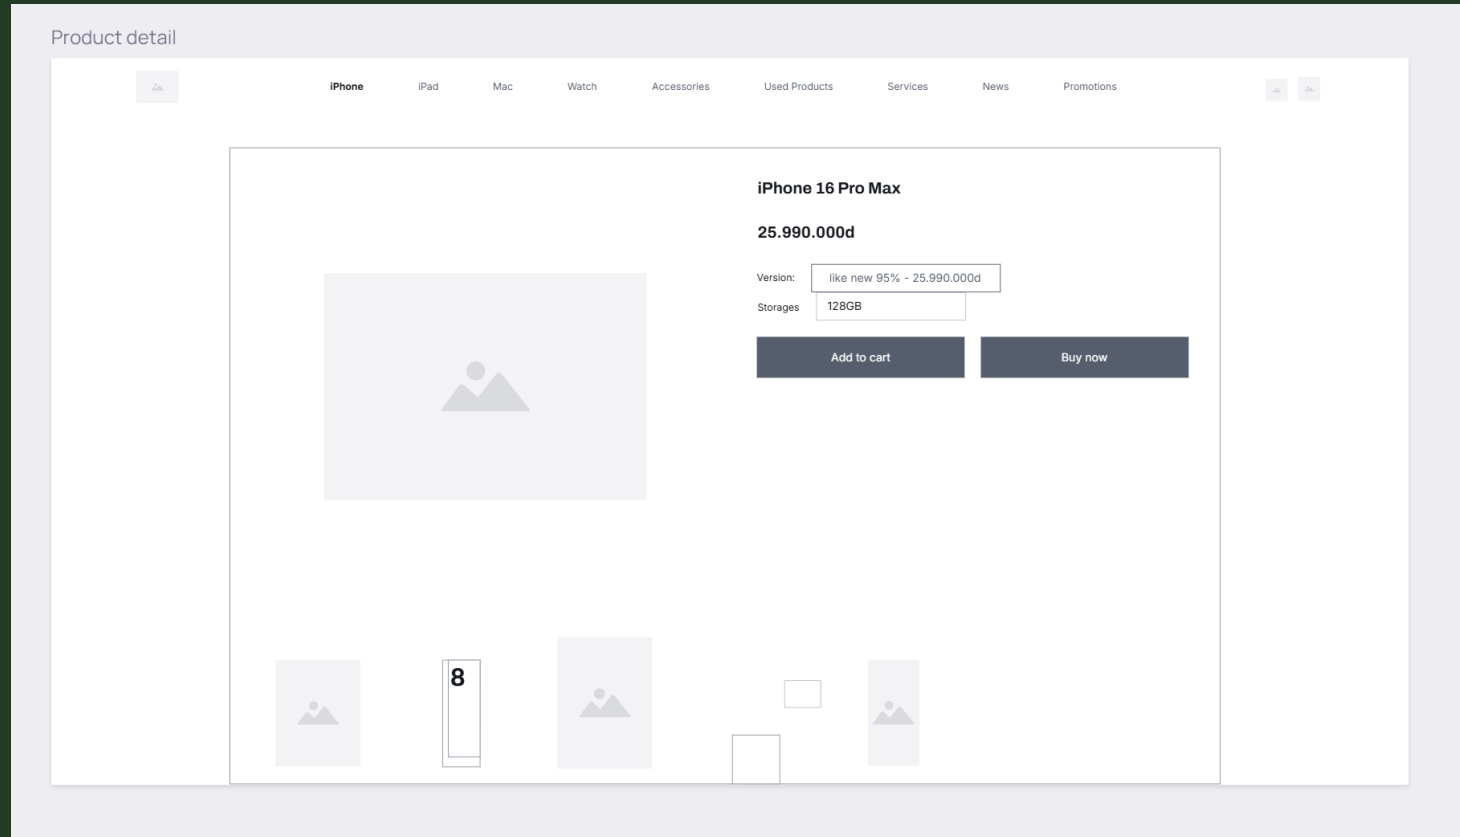 Product detail
iPhone iPad Mac Watch Accessories Used Products Services News Promotions
iPhone 16 Pro Max
25.990.000d
Version: like new 95% - 25.990.000d
Storages 128GB
Add to cart Buy now
8